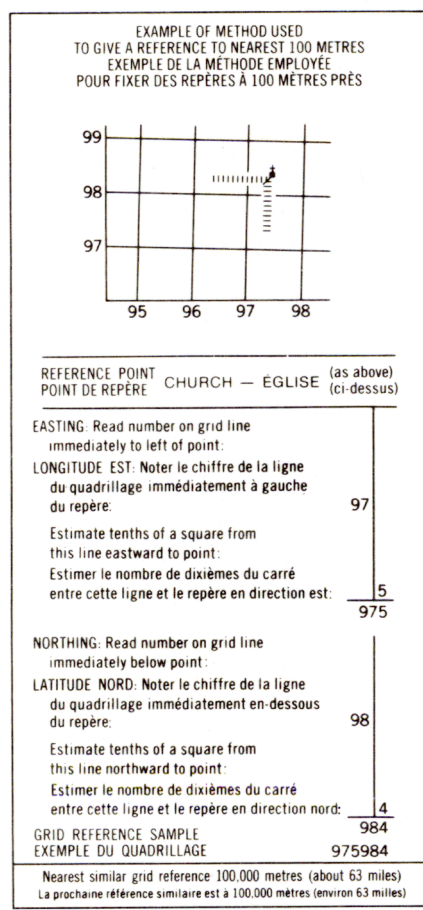 EXAMPLE OF METHOD USED
TO GIVE A REFERENCE TO NEAREST 100 METRES
EXEMPLE DE LA MÉTHODE EMPLOYÉE
POUR FIXER DES REPÈRES À 100 MÈTRES PRÈS
99
98
97
95 96 97 98
REFERENCE POINT
POINT DE REPÈRE CHURCH — ÉGLISE (as above)
(ci-dessus)
EASTING: Read number on grid line
immediately to left of point:
LONGITUDE EST: Noter le chiffre de la ligne
du quadrillage immédiatement à gauche
du repère: 97
Estimate tenths of a square from
this line eastward to point:
Estimer le nombre de dixièmes du carré
entre cette ligne et le repère en direction est: 5
975
NORTHING: Read number on grid line
immediately below point:
LATITUDE NORD: Noter le chiffre de la ligne
du quadrillage immédiatement en-dessous
du repère: 98
Estimate tenths of a square from
this line northward to point:
Estimer le nombre de dixièmes du carré
entre cette ligne et le repère en direction nord: 4
984
GRID REFERENCE SAMPLE
EXEMPLE DU QUADRILLAGE 975984
Nearest similar grid reference 100,000 metres (about 63 miles)
La prochaine référence similaire est à 100,000 mètres (environ 63 milles)